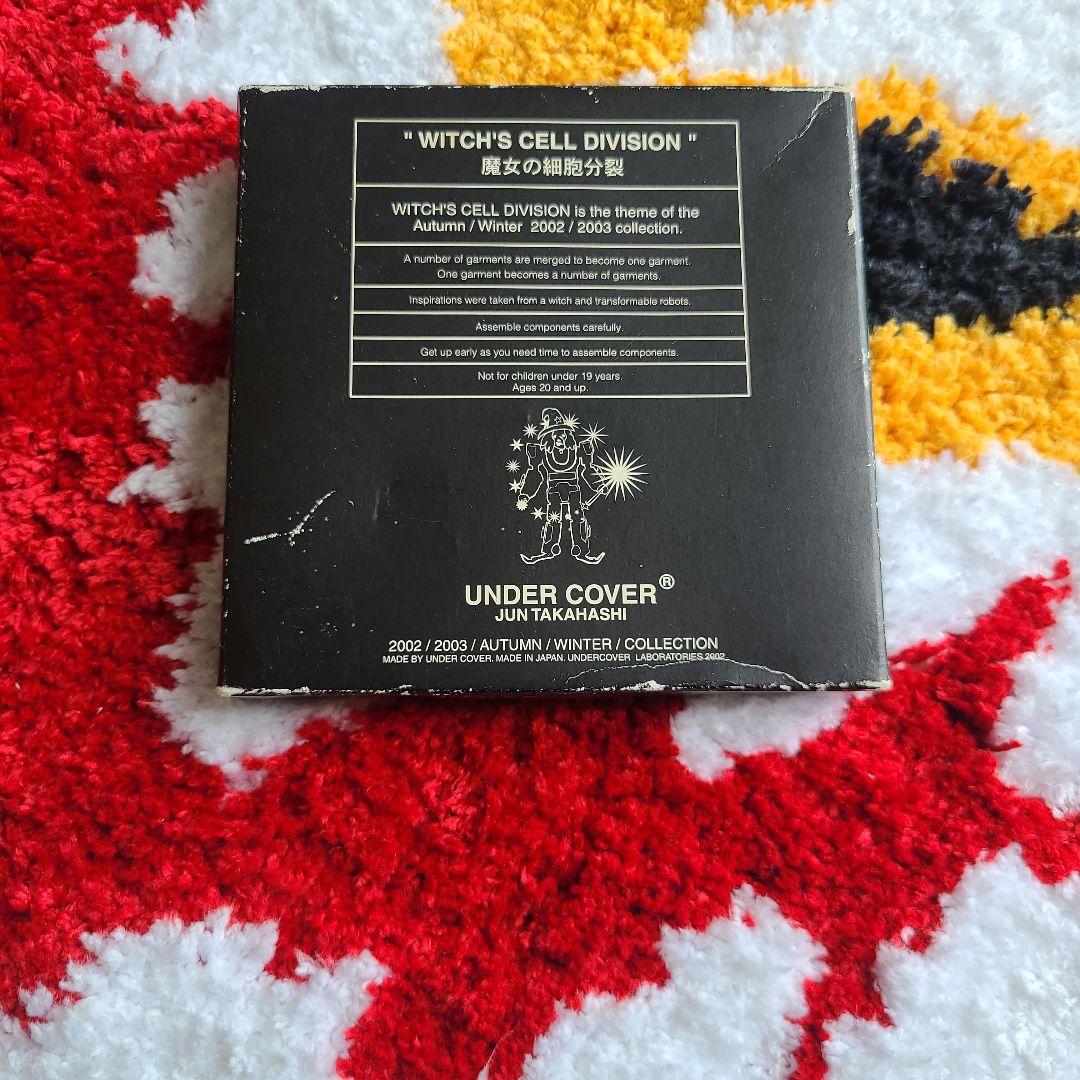 " WITCH'S CELL DIVISION "
魔女の細胞分裂
WITCH'S CELL DIVISION is the theme of the
Autumn / Winter 2002 / 2003 collection.
A number of garments are merged to become one garment.
One garment becomes a number of garments.
Inspirations were taken from a witch and transformable robots.
Assemble components carefully.
Get up early as you need time to assemble components.
Not for children under 19 years.
Ages 20 and up.
UNDER COVER®
JUN TAKAHASHI
2002 / 2003 / AUTUMN / WINTER / COLLECTION
MADE BY UNDER COVER. MADE IN JAPAN. UNDERCOVER LABORATORIES 2002